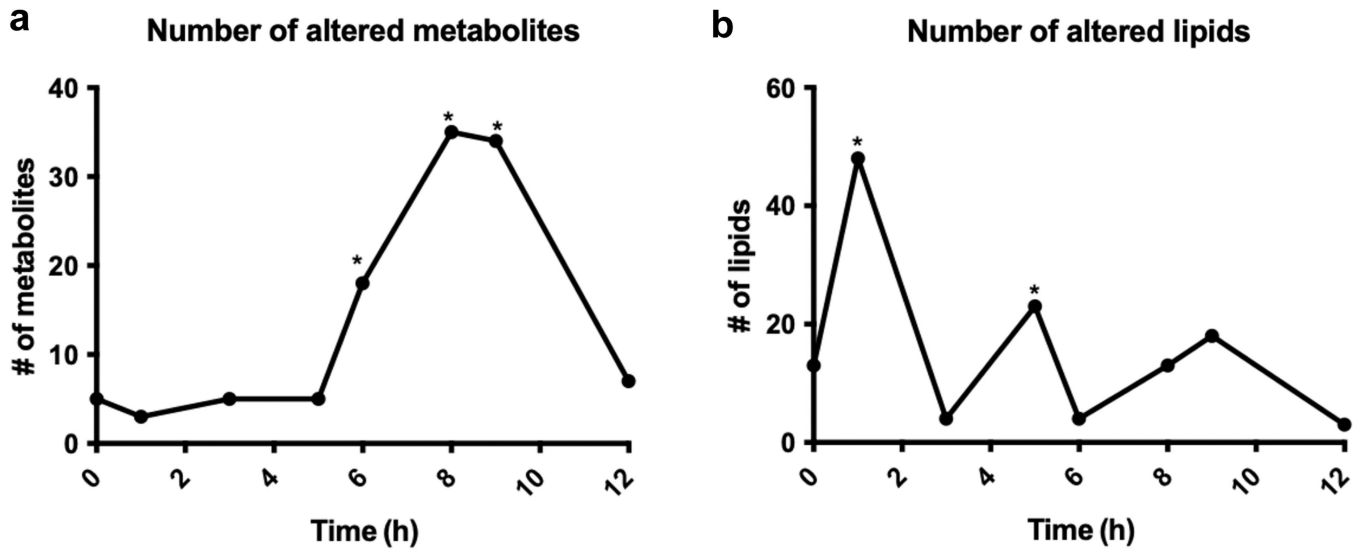 a
Number of altered metabolites
# of metabolites
40
30
20
10
0
*
*
*
0 2 4 6 8 10 12
Time (h)
b
Number of altered lipids
# of lipids
60
40
20
0
*
*
0 2 4 6 8 10 12
Time (h)